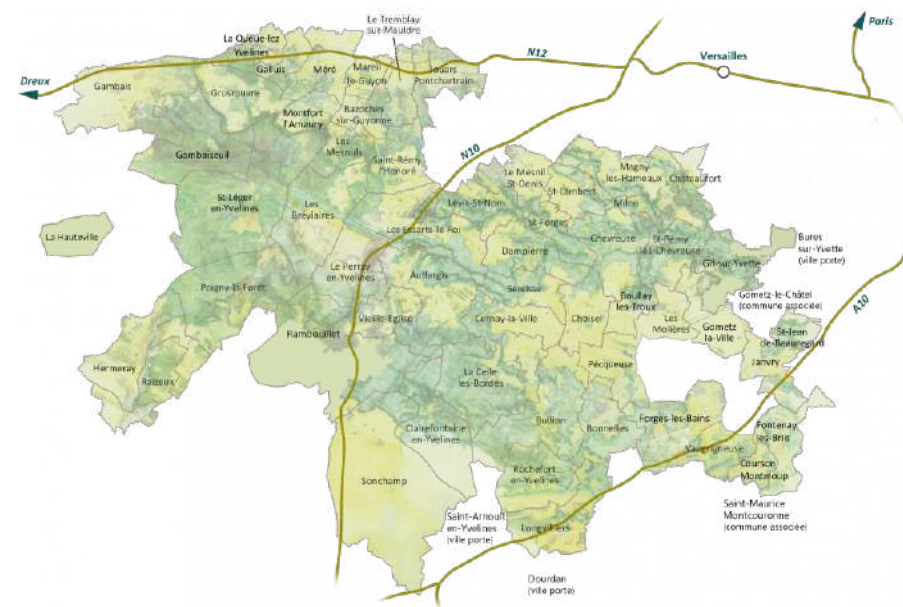 Le Tremblay
sur-Mauldre
Paris
La Queue-lez
Yvelines
N12
Versailles
Galluis
Méré
Mareil
le-Guyon
Jouars
Pontchartrain
Dreux
Gambais
Grosrouvre
Montfort
l'Amaury
Bazoches
sur-Guyonne
Les
Mesnuls
Gambaiseuil
Saint-Rémy
l'Honoré
N10
Le Mesnil
St-Denis
Magny
les-Hameaux
Châteaufort
St-Lambert
Milon
St-Léger
en-Yvelines
Les
Bréviaires
Lévis-St-Nom
St-Forget
La Hauteville
Les Essarts-le-Roi
Chevreuse
St-Rémy
lès-Chevreuse
Bures
sur-Yvette
(ville porte)
Dampierre
Gif-sur-Yvette
Le Perray
en-Yvelines
Auffargis
Senlisse
Poigny-la-Forêt
Boullay
les-Troux
Gometz-le-Châtel
(commune associée)
A10
Rambouillet
Vieille-Eglise
Cernay-la-Ville
Choisel
Les
Molières
Gometz
la-Ville
St-Jean
de-Beauregard
Janvry
Pécqueuse
Hermeray
Raizeux
La Celle
les-Bordes
Clairefontaine
en-Yvelines
Bullion
Bonnelles
Forges-les-Bains
Fontenay
lès-Briis
Vaugrigneuse
Courson
Monteloup
Rochefort
en-Yvelines
Sonchamp
Saint-Arnoult
en-Yvelines
(ville porte)
Longvilliers
Saint-Maurice
Montcouronne
(commune associée)
Dourdan
(ville porte)